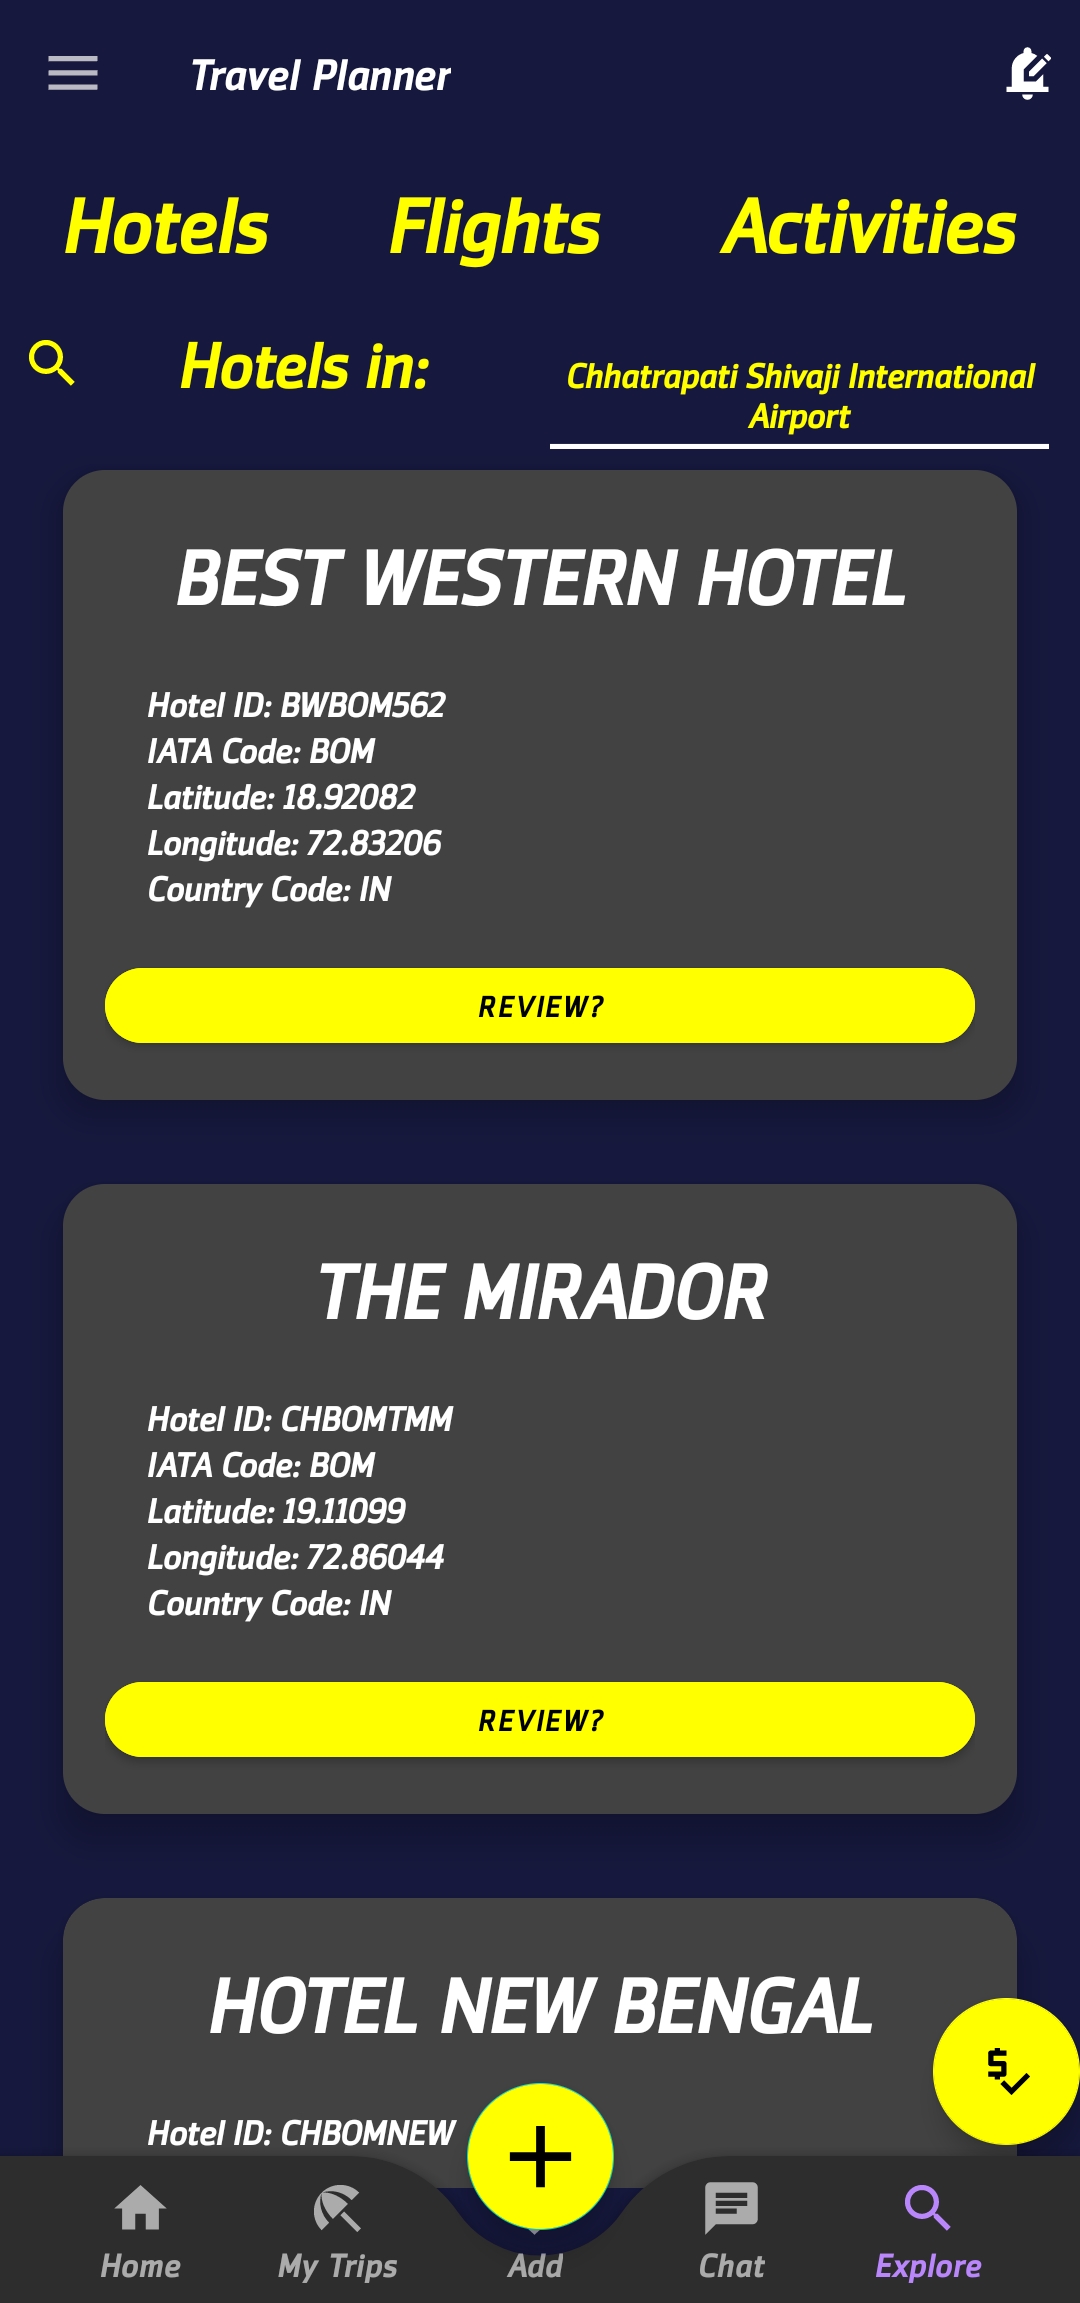 Travel Planner
Hotels Flights Activities
Hotels in:
Chhatrapati Shivaji International
Airport
BEST WESTERN HOTEL
Hotel ID: BWBOM562
IATA Code: BOM
Latitude: 18.92082
Longitude: 72.83206
Country Code: IN
REVIEW?
THE MIRADOR
Hotel ID: CHBOMTMM
IATA Code: BOM
Latitude: 19.11099
Longitude: 72.86044
Country Code: IN
REVIEW?
HOTEL NEW BENGAL
Hotel ID: CHBOMNEW
Home My Trips Add Chat Explore